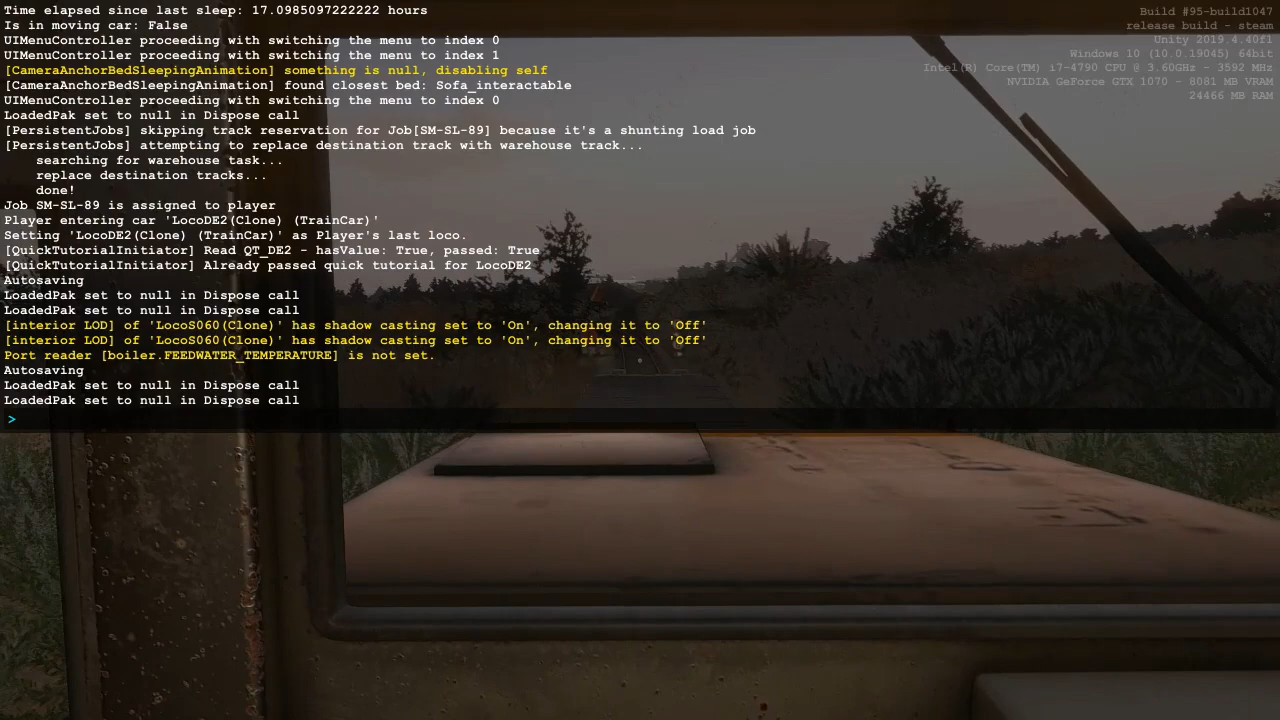 Time elapsed since last sleep: 17.0985097222222 hours
Is in moving car: False
UIMenuController proceeding with switching the menu to index 0
UIMenuController proceeding with switching the menu to index 1
[CameraAnchorBedSleepingAnimation] something is null, disabling self
[CameraAnchorBedSleepingAnimation] found closest bed: Sofa_interactable
UIMenuController proceeding with switching the menu to index 0
LoadedPak set to null in Dispose call
[PersistentJobs] skipping track reservation for Job[SM-SL-89] because it's a shunting load job
[PersistentJobs] attempting to replace destination track with warehouse track...
searching for warehouse task...
replace destination tracks...
done!
Job SM-SL-89 is assigned to player
Player entering car 'LocoDE2(Clone) (TrainCar)'
Setting 'LocoDE2(Clone) (TrainCar)' as Player's last loco.
[QuickTutorialInitiator] Read QT_DE2 - hasValue: True, passed: True
[QuickTutorialInitiator] Already passed quick tutorial for LocoDE2
Autosaving
LoadedPak set to null in Dispose call
LoadedPak set to null in Dispose call
[interior LOD] of 'LocoS060(Clone)' has shadow casting set to 'On', changing it to 'Off'
[interior LOD] of 'LocoS060(Clone)' has shadow casting set to 'On', changing it to 'Off'
Port reader [boiler.FEEDWATER_TEMPERATURE] is not set.
Autosaving
LoadedPak set to null in Dispose call
LoadedPak set to null in Dispose call
>
Build #95-build1047
release build - steam
Unity 2019.4.40f1
Windows 10 (10.0.19045) 64bit
Intel(R) Core(TM) i7-4790 CPU @ 3.60GHz - 3592 MHz
NVIDIA GeForce GTX 1070 - 8081 MB VRAM
24466 MB RAM